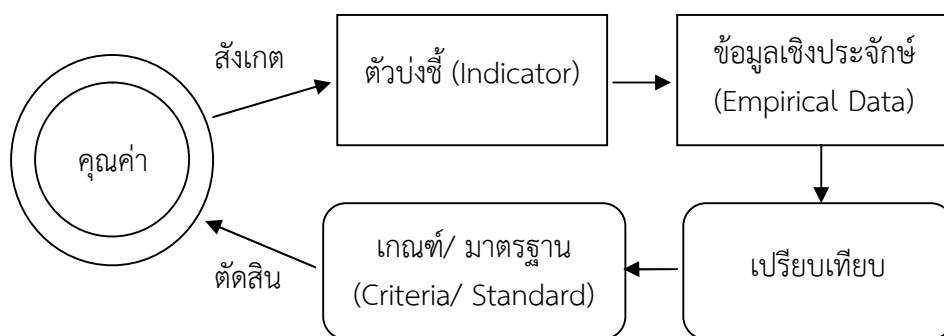 สังเกต
ตัวบ่งชี้ (Indicator)
ข้อมูลเชิงประจักษ์
(Empirical Data)
คุณค่า
เปรียบเทียบ
เกณฑ์/ มาตรฐาน
(Criteria/ Standard)
ตัดสิน